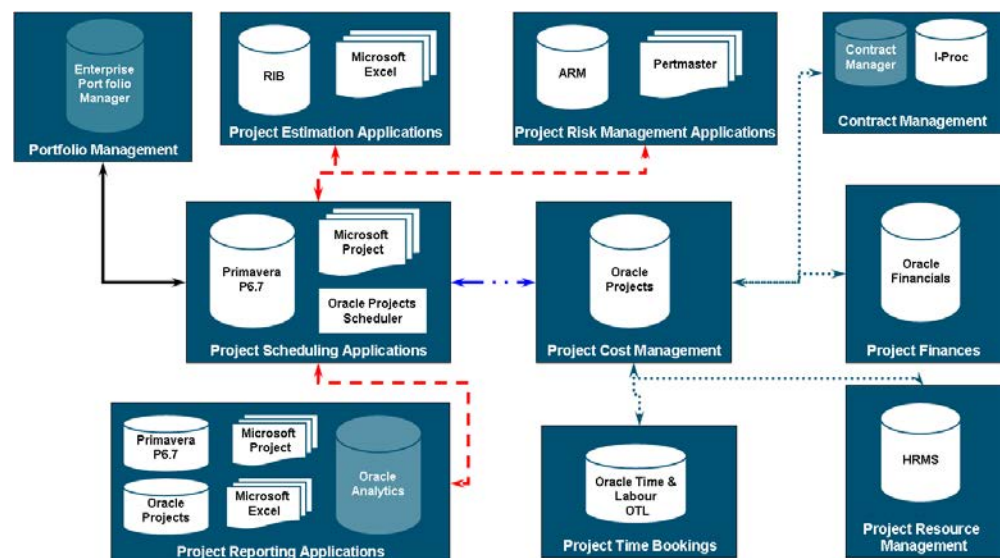 Enterprise
Port folio
Manager
Portfolio Management
RIB
Microsoft
Excel
Project Estimation Applications
ARM
Pertmaster
Project Risk Management Applications
Contract
Manager
I-Proc
Contract Management
Primavera
P6.7
Microsoft
Project
Oracle Projects
Scheduler
Project Scheduling Applications
Oracle
Projects
Project Cost Management
Oracle
Financials
Project Finances
Primavera
P6.7
Microsoft
Project
Oracle
Projects
Microsoft
Excel
Oracle
Analytics
Project Reporting Applications
Oracle Time &
Labour
OTL
Project Time Bookings
HRMS
Project Resource
Management